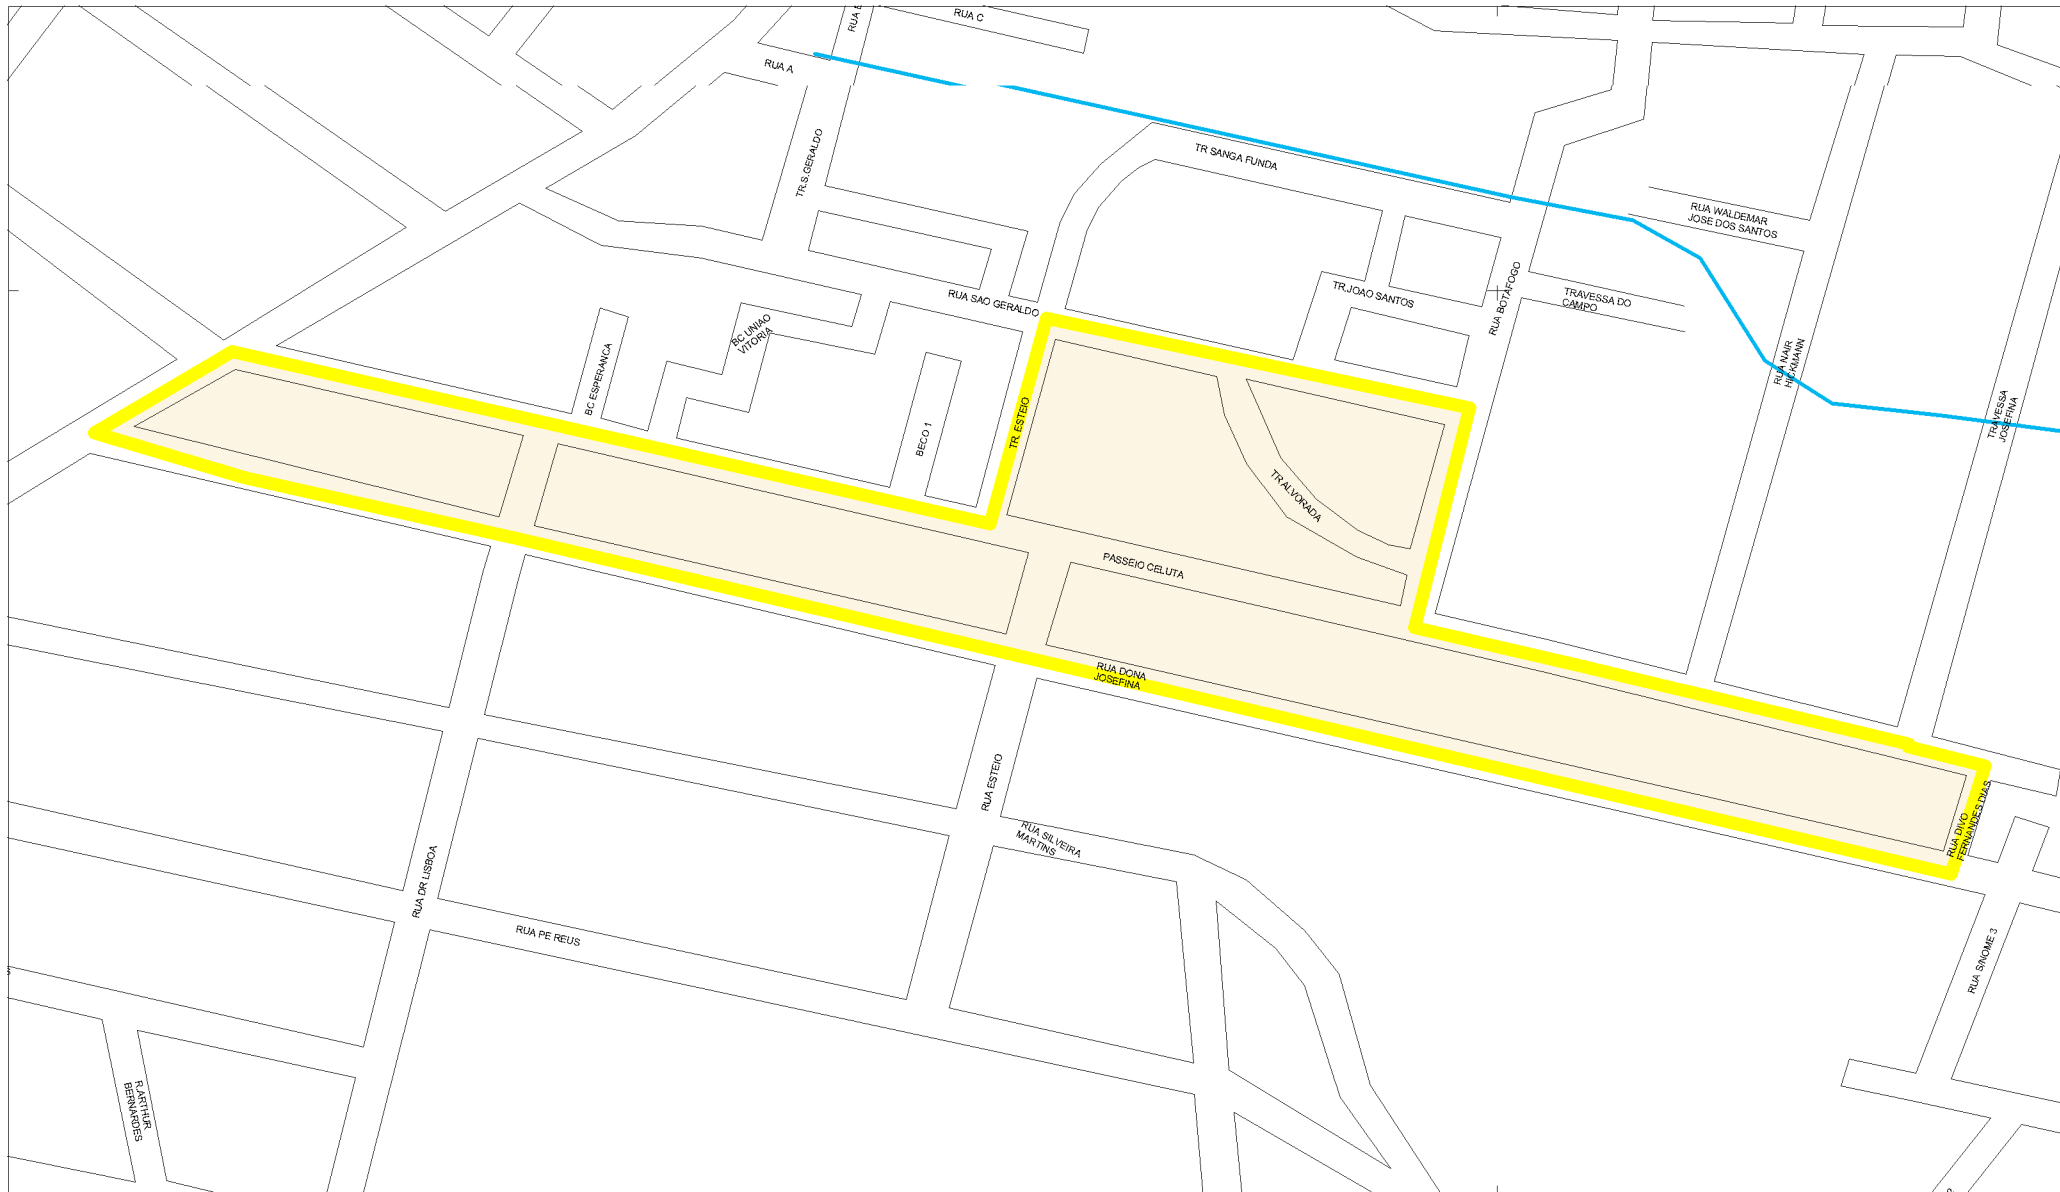 RUA C
RUA A
TR.S.GERALDO
TR SANGA FUNDA
RUA WALDEMAR
JOSE DOS SANTOS
RUA SAO GERALDO
TR.JOAO SANTOS
RUA BOTAFOGO
TRAVESSA DO
CAMPO
BC UNIAO
VITORIA
BC ESPERANCA
RUA NAIR
HICKMANN
BECO 1
TR. ESTEIO
TRAVESSA
JOSEFINA
TR ALVORADA
PASSEIO CELUTA
RUA DONA
JOSEFINA
RUA ESTEIO
RUA DIVO
FERNANDES DIAS
RUA SILVEIRA
MARTINS
RUA DR LISBOA
RUA PE REUS
RUA S/NOME 3
R.ARTHUR
BERNARDES